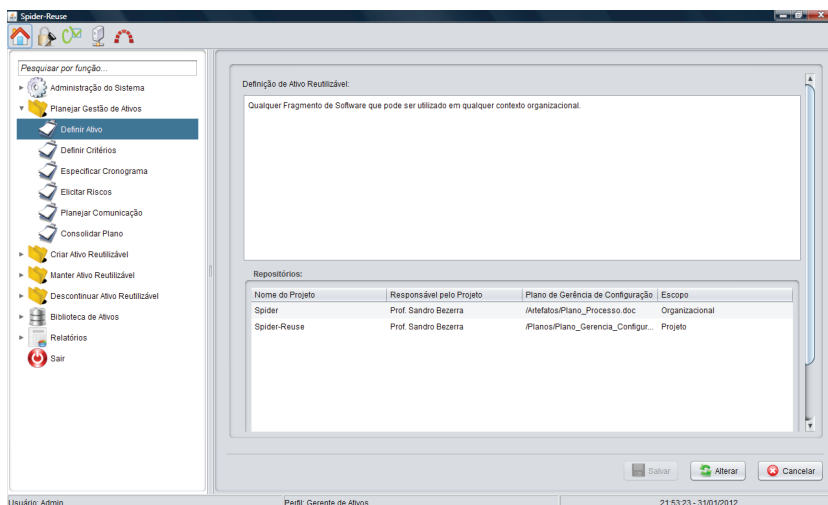 Spider-Reuse
Pesquisar por função...
Administração do Sistema
Planejar Gestão de Ativos
Definir Ativo
Definir Critérios
Especificar Cronograma
Elicitar Riscos
Planejar Comunicação
Consolidar Plano
Criar Ativo Reutilizável
Manter Ativo Reutilizável
Descontinuar Ativo Reutilizável
Biblioteca de Ativos
Relatórios
Sair
Definição de Ativo Reutilizável:
Qualquer Fragmento de Software que pode ser utilizado em qualquer contexto organizacional.
Repositórios:
Nome do Projeto Responsável pelo Projeto Plano de Gerência de Configuração Escopo
Spider Prof. Sandro Bezerra /Artefatos/Plano_Processo.doc Organizacional
Spider-Reuse Prof. Sandro Bezerra /Planos/Plano_Gerencia_Configur... Projeto
Salvar Alterar Cancelar
Usuário: Admin Perfil: Gerente de Ativos 21:53:23 - 31/01/2012